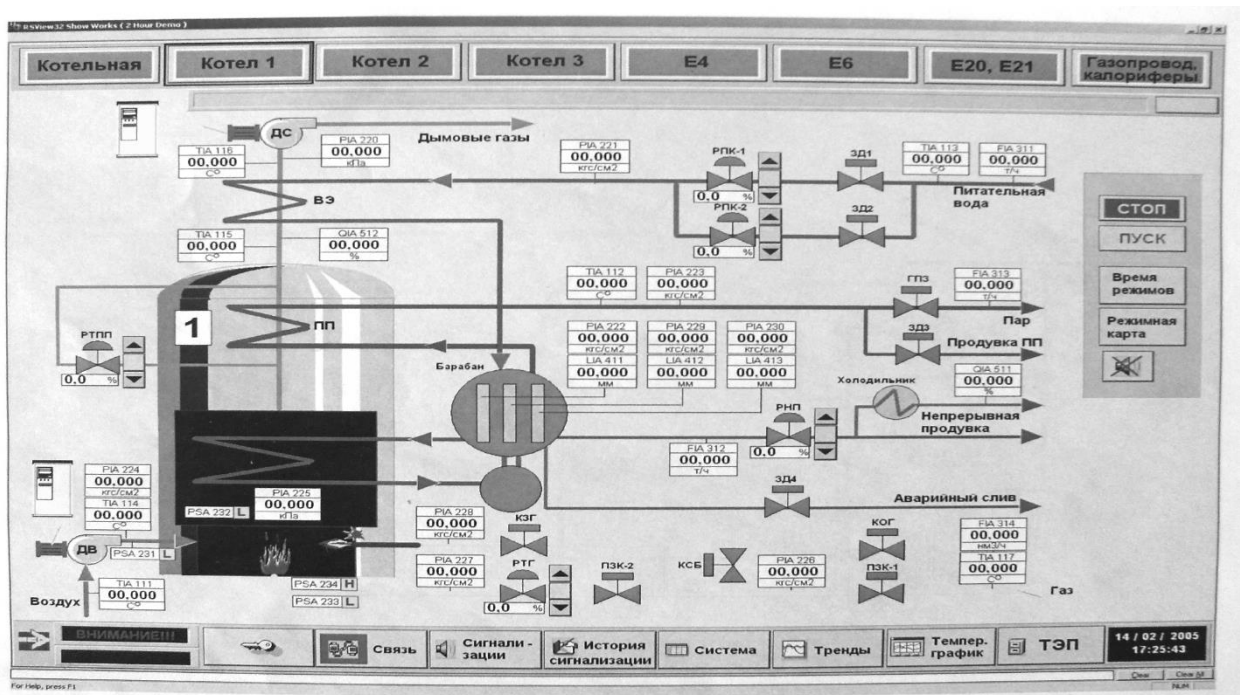 RSView32 Show Works ( 2 Hour Demo )
Котельная
Котел 1
Котел 2
Котел 3
Е4
Е6
Е20, Е21
Газопровод,
калориферы
ДС
PIA 220
00,000
кПа
Дымовые газы
TIA 116
00,000
C°
PIA 221
00,000
кгс/см2
РПК-1
0,0 %
ЗД1
TIA 113
00,000
C°
FIA 311
00,000
т/ч
Питательная
вода
ВЭ
РПК-2
0,0 %
ЗД2
СТОП
ПУСК
TIA 115
00,000
C°
QIA 512
00,000
%
TIA 112
00,000
C°
PIA 223
00,000
кгс/см2
ГПЗ
FIA 313
00,000
т/ч
Пар
Время
режимов
Режимная
карта
1
ПП
РТПП
0,0 %
PIA 222
00,000
кгс/см2
LIA 411
00,000
мм
PIA 229
00,000
кгс/см2
LIA 412
00,000
мм
PIA 230
00,000
кгс/см2
LIA 413
00,000
мм
ЗД3
Продувка ПП
Барабан
Холодильник
QIA 511
00,000
%
РНП
0,0 %
Непрерывная
продувка
FIA 312
00,000
т/ч
ЗД4
Аварийный слив
PIA 224
00,000
кгс/см2
TIA 114
00,000
C°
PIA 225
00,000
кПа
PSA 232 L
ДВ
PSA 231 L
PIA 228
00,000
кгс/см2
КЗГ
PIA 227
00,000
кгс/см2
РТГ
0,0 %
ПЗК-2
КСБ
PIA 226
00,000
кгс/см2
КОГ
ПЗК-1
FIA 314
00,000
нм3/ч
TIA 117
00,000
C°
Газ
TIA 111
00,000
C°
Воздух
PSA 234 H
PSA 233 L
ВНИМАНИЕ!!!
Связь
Сигнали -
зации
История
сигнализации
Система
Тренды
Темпер.
график
ТЭП
14 / 02 / 2005
17:25:43
For Help, press F1
Clear
Clear All
NUM